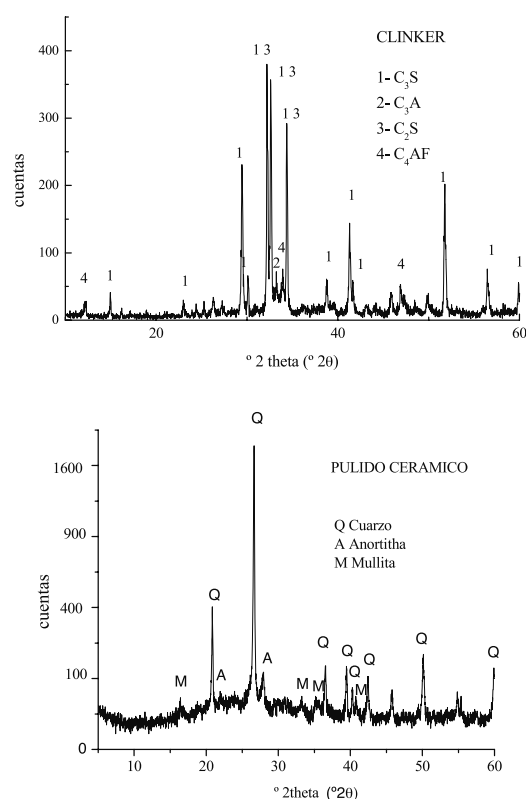 400
300
200
100
0
cuentas
CLINKER
1- C₃S
2- C₃A
3- C₂S
4- C₄AF
1 3
1 3
1 3
1
1
1
2
4
4
1
1
1
1
4
1
1
1
20
40
60
º 2 theta (º 2θ)
1600
900
400
100
0
cuentas
PULIDO CERAMICO
Q Cuarzo
A Anortitha
M Mullita
Q
Q
M
A
A
M
M
Q
Q
Q
M
Q
Q
Q
10
20
30
40
50
60
º 2theta (º2θ)